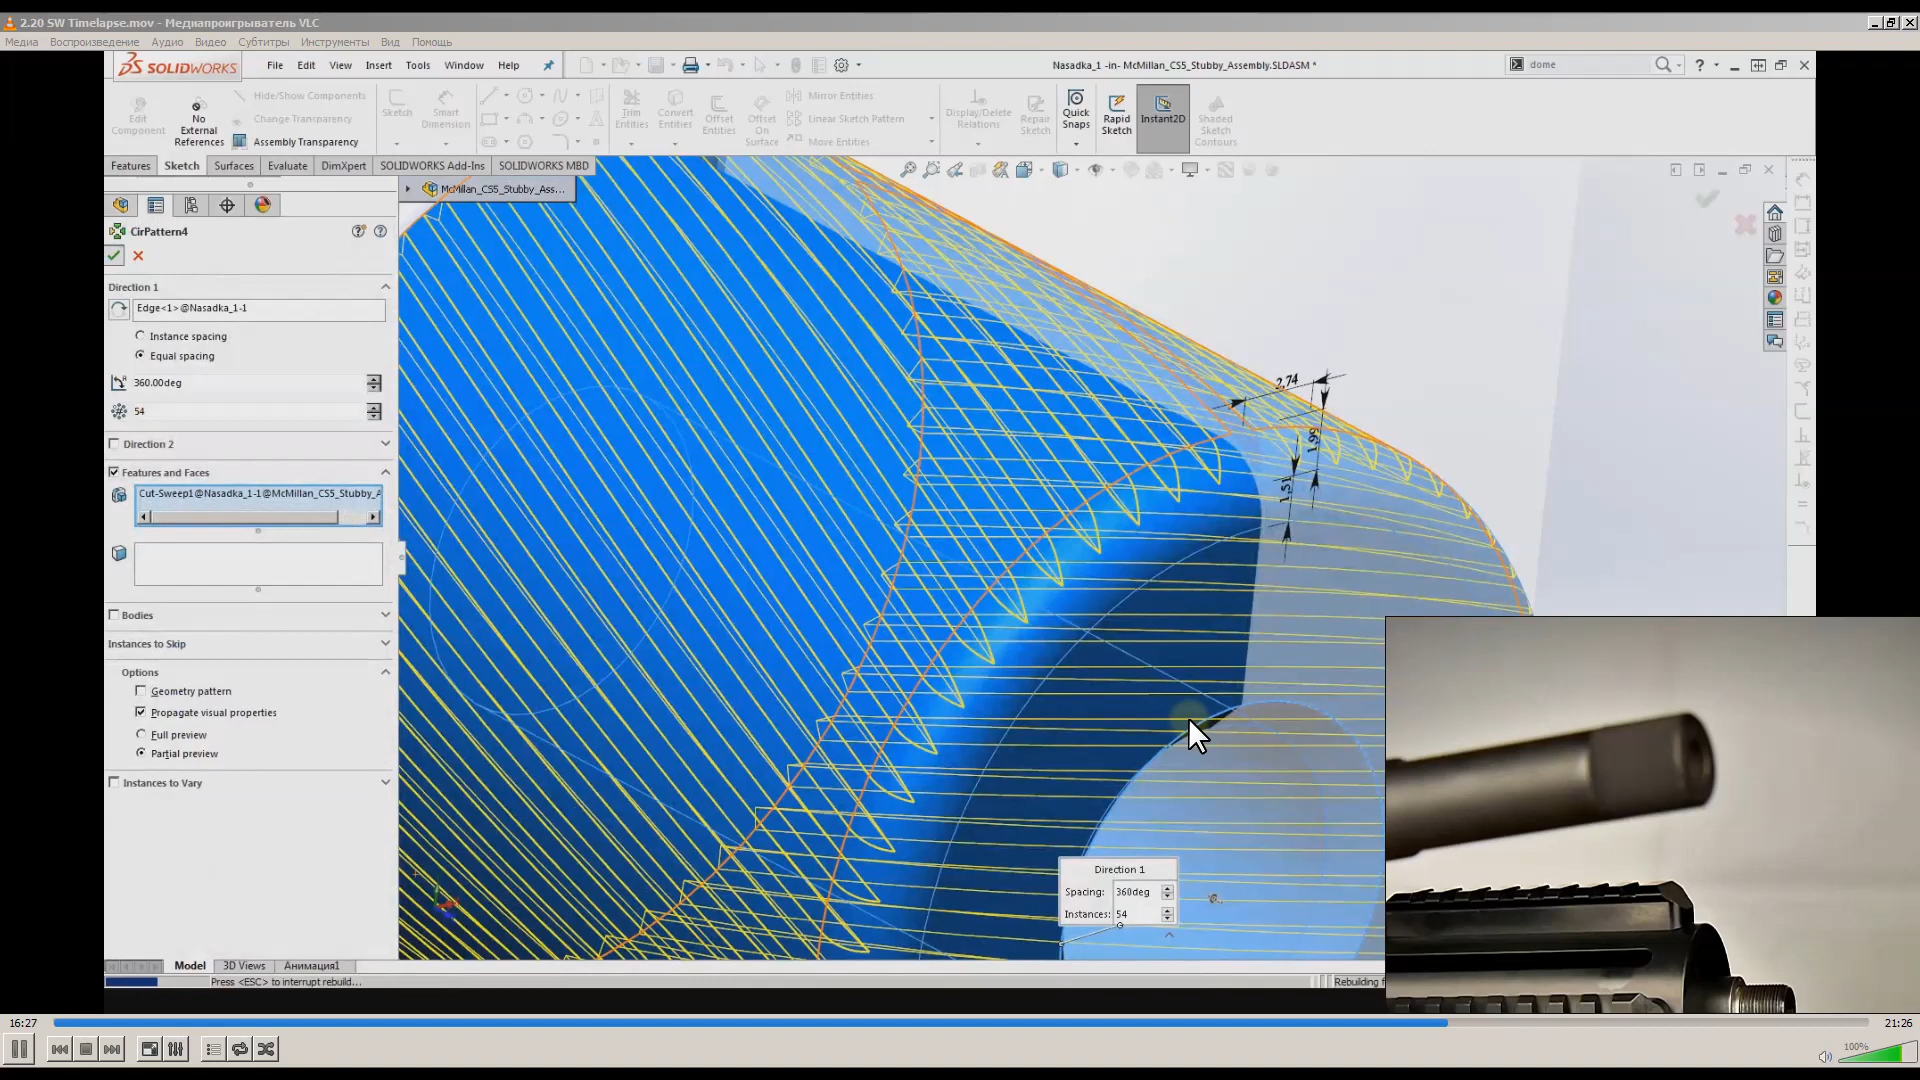 2.20 SW Timelapse.mov - Медиапроигрыватель VLC
Медиа Воспроизведение Аудио Видео Субтитры Инструменты Вид Помощь
SOLIDWORKS File Edit View Insert Tools Window Help
Nasadka_1 -in- McMillan_CS5_Stubby_Assembly.SLDASM *
dome
Edit Component
No External References
Hide/Show Components
Change Transparency
Assembly Transparency
Sketch
Smart Dimension
Trim Entities
Convert Entities
Offset Entities
Offset On Surface
Mirror Entities
Linear Sketch Pattern
Move Entities
Display/Delete Relations
Repair Sketch
Quick Snaps
Rapid Sketch
Instant2D
Shaded Sketch Contours
Features Sketch Surfaces Evaluate DimXpert SOLIDWORKS Add-Ins SOLIDWORKS MBD
McMillan_CS5_Stubby_Ass...
CirPattern4
Direction 1
Edge<1>@Nasadka_1-1
Instance spacing
Equal spacing
360.00deg
54
Direction 2
Features and Faces
Cut-Sweep1@Nasadka_1-1@McMillan_CS5_Stubby_A
Bodies
Instances to Skip
Options
Geometry pattern
Propagate visual properties
Full preview
Partial preview
Instances to Vary
2,74
1,99
1,51
Direction 1
Spacing: 360deg
Instances: 54
Model 3D Views Анимация1
Press <ESC> to interrupt rebuild...
Rebuilding
16:27
21:26
100%